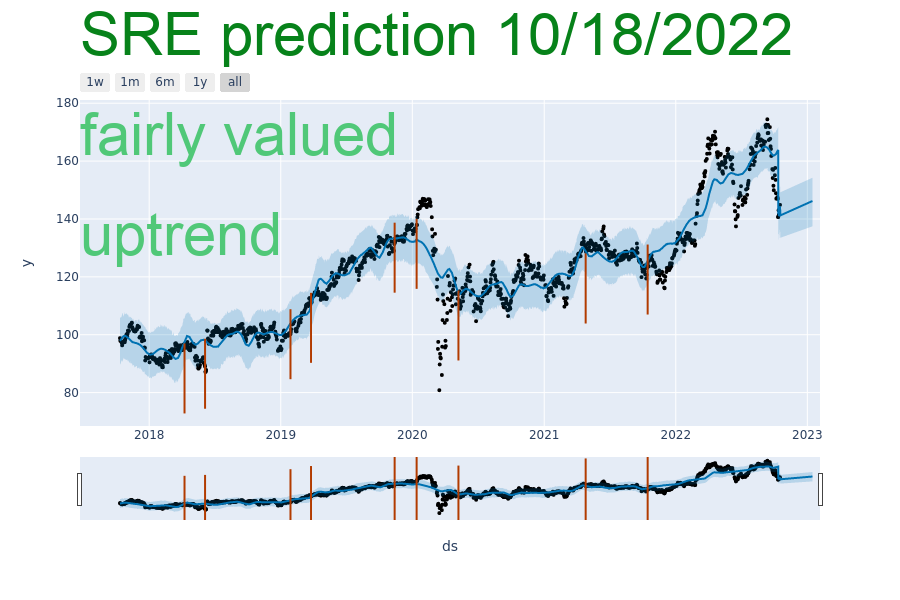 SRE prediction 10/18/2022
1w 1m 6m 1y all
180
fairly valued
160
140
uptrend
y
120
100
80
2018 2019 2020 2021 2022 2023
ds